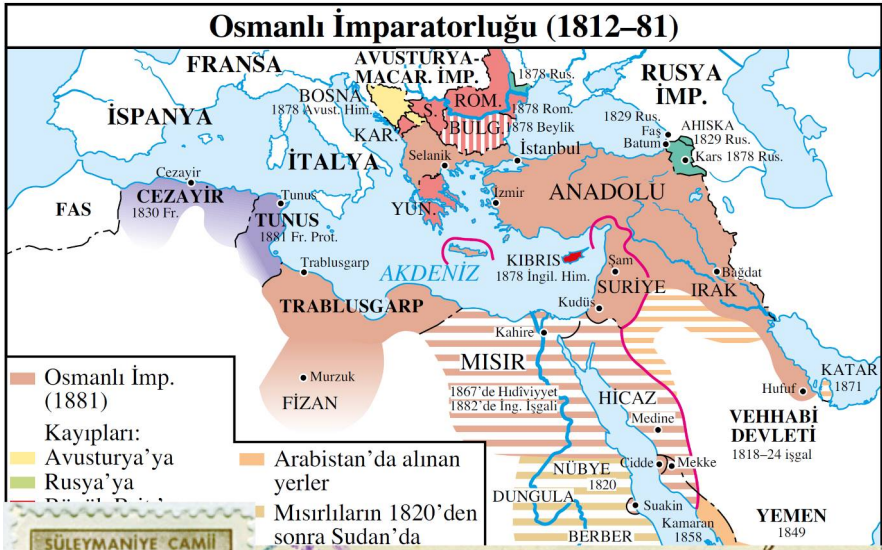 Osmanlı İmparatorluğu (1812–81)
FRANSA
AVUSTURYA-
MACAR. İMP.
1878 Rus.
RUSYA
İMP.
BOSNA
1878 Avust. Him.
S.
ROM.
1878 Rom.
İSPANYA
KAR.
BULG.
1878 Beylik
1829 Rus.
Faş
Batum
AHISKA
1829 Rus.
Kars 1878 Rus.
İTALYA
Selanik
İstanbul
Cezayir
CEZAYİR
1830 Fr.
Tunus
TUNUS
1881 Fr. Prot.
FAS
YUN.
İzmir
ANADOLU
Trablusgarp
AKDENİZ
KIBRIS
1878 İngil. Him.
Şam
SURİYE
Bağdat
IRAK
TRABLUSGARP
Kudüs
Kahire
MISIR
1867'de Hıdîviyyet
1882'de İng. İşgali
HİCAZ
Medine
KATAR
1871
Hufuf
VEHHABİ
DEVLETİ
1818–24 işgal
Murzuk
FİZAN
NÜBYE
1820
Cidde
Mekke
DUNGULA
Suakin
BERBER
Kamaran
1858
YEMEN
1849
Osmanlı İmp.
(1881)
Kayıpları:
Avusturya'ya
Rusya'ya
Arabistan'da alınan
yerler
Mısırlıların 1820'den
sonra Sudan'da
SÜLEYMANİYE CAMİİ